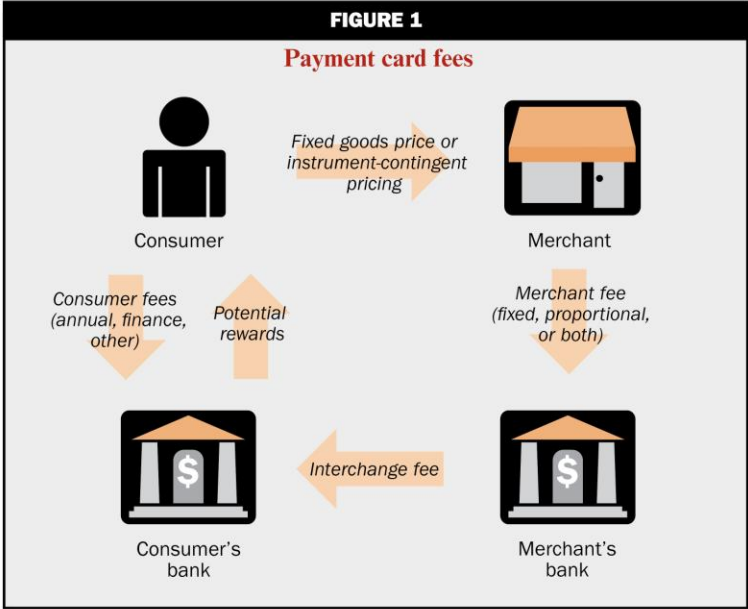 FIGURE 1
Payment card fees
Fixed goods price or
instrument-contingent
pricing
Consumer
Merchant
Consumer fees
(annual, finance,
other)
Potential
rewards
Merchant fee
(fixed, proportional,
or both)
$
Interchange fee
$
Consumer's
bank
Merchant's
bank